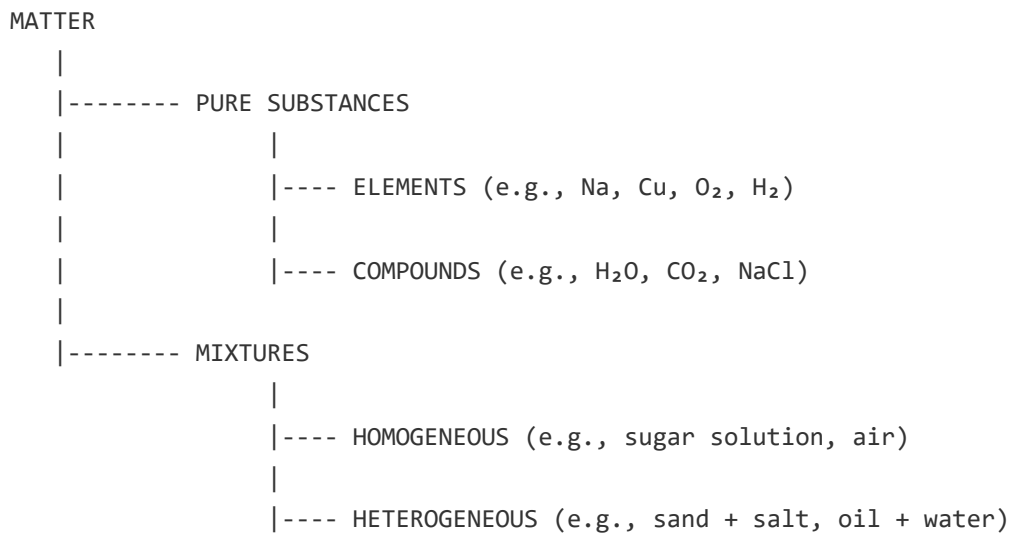 MATTER
|
|-------- PURE SUBSTANCES
| |
| |---- ELEMENTS (e.g., Na, Cu, O₂, H₂)
| |
| |---- COMPOUNDS (e.g., H₂O, CO₂, NaCl)
|
|-------- MIXTURES
|
|---- HOMOGENEOUS (e.g., sugar solution, air)
|
|---- HETEROGENEOUS (e.g., sand + salt, oil + water)